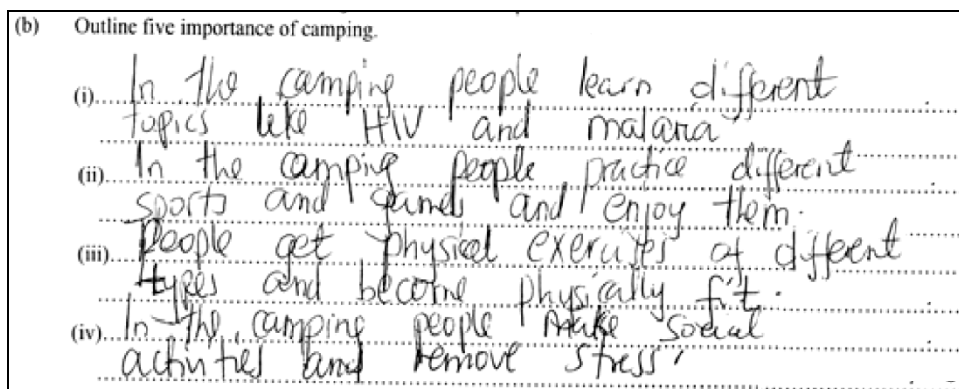 (b) Outline five importance of camping.
(i) In the camping people learn different
topics like HIV and malaria
(ii) In the camping people practice different
sports and games and enjoy them.
(iii) People get physical exercises of different
types and become physically fit.
(iv) In the camping people make social
activities and remove stress.